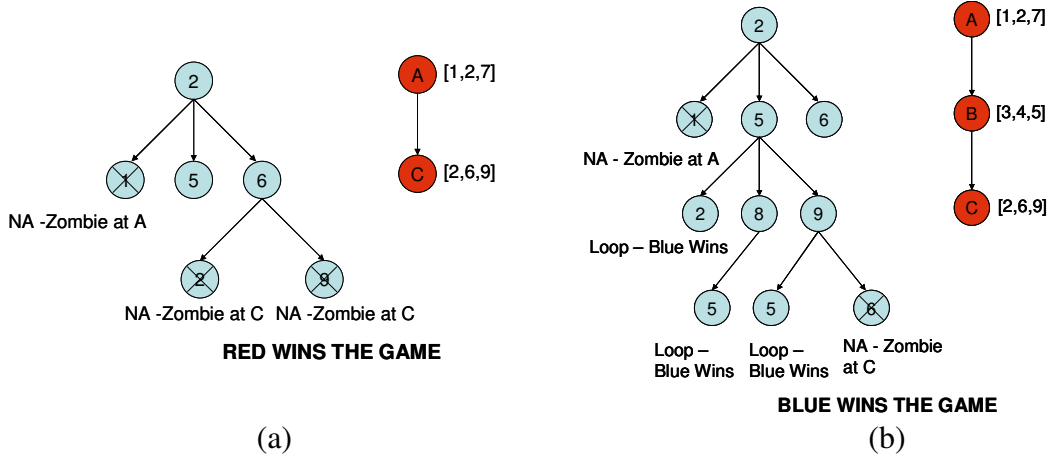 2
A [1,2,7]
1
5
6
C [2,6,9]
NA -Zombie at A
2
9
NA -Zombie at C
NA -Zombie at C
RED WINS THE GAME
(a)
2
A [1,2,7]
1
5
6
B [3,4,5]
NA - Zombie at A
2
8
9
C [2,6,9]
Loop – Blue Wins
5
5
6
Loop –
Blue Wins
Loop –
Blue Wins
NA - Zombie
at C
BLUE WINS THE GAME
(b)